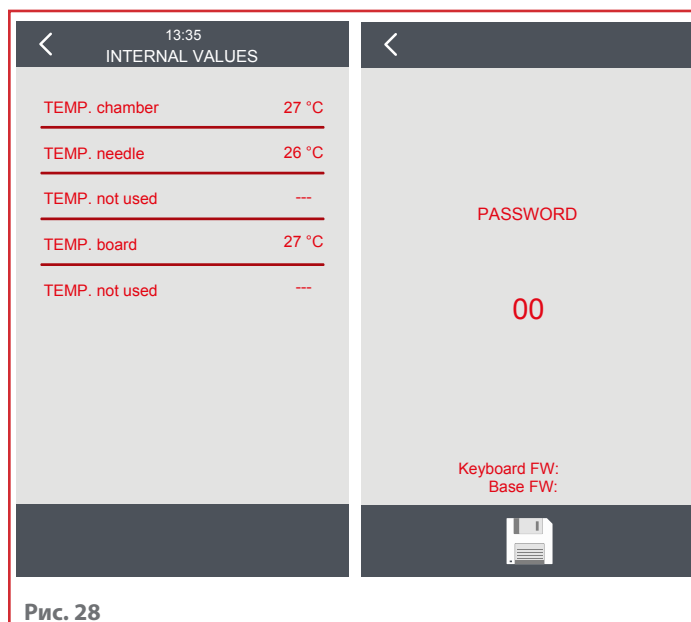 13:35
INTERNAL VALUES
TEMP. chamber 27 °C
TEMP. needle 26 °C
TEMP. not used ---
TEMP. board 27 °C
TEMP. not used ---
PASSWORD
00
Keyboard FW:
Base FW:
Рис. 28